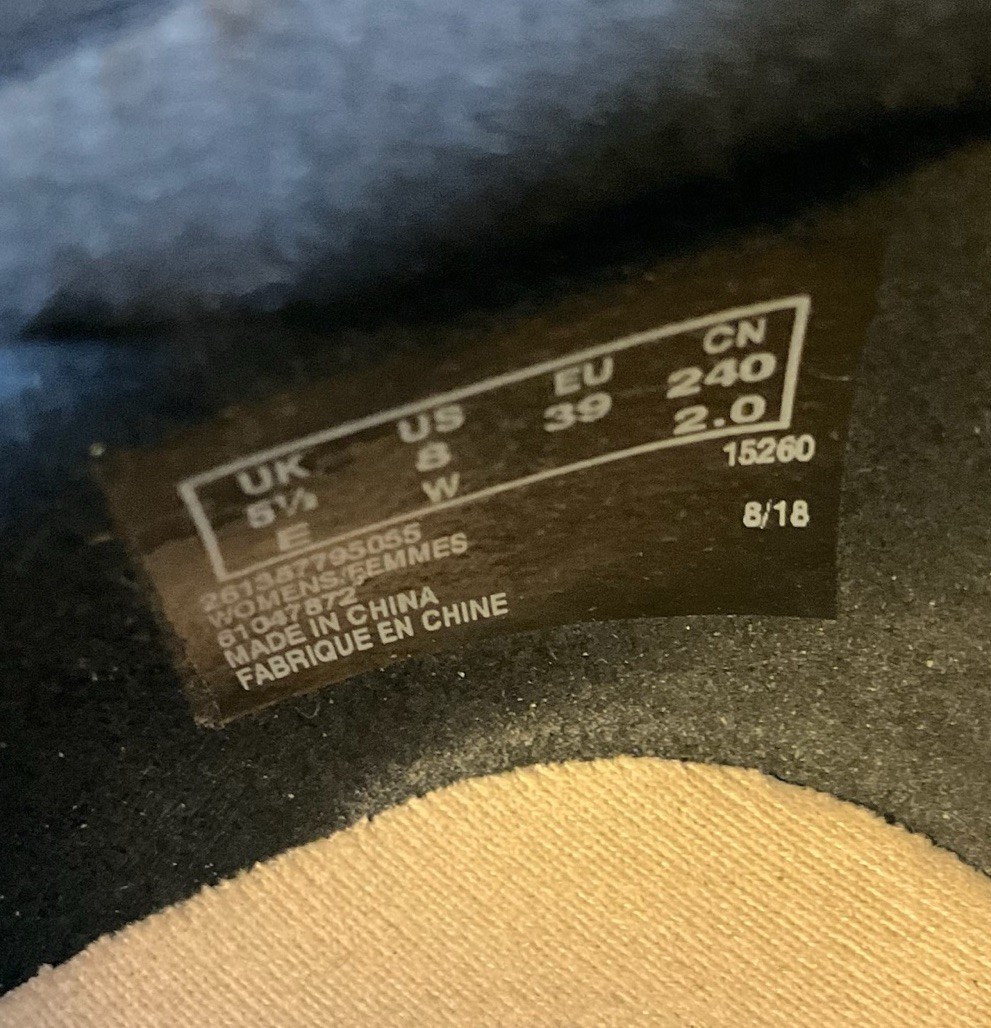 UK US EU CN
5½ 8 39 240
E W 2.0
15260
8/18
261387795055
WOMENS/FEMMES
61047872
MADE IN CHINA
FABRIQUE EN CHINE